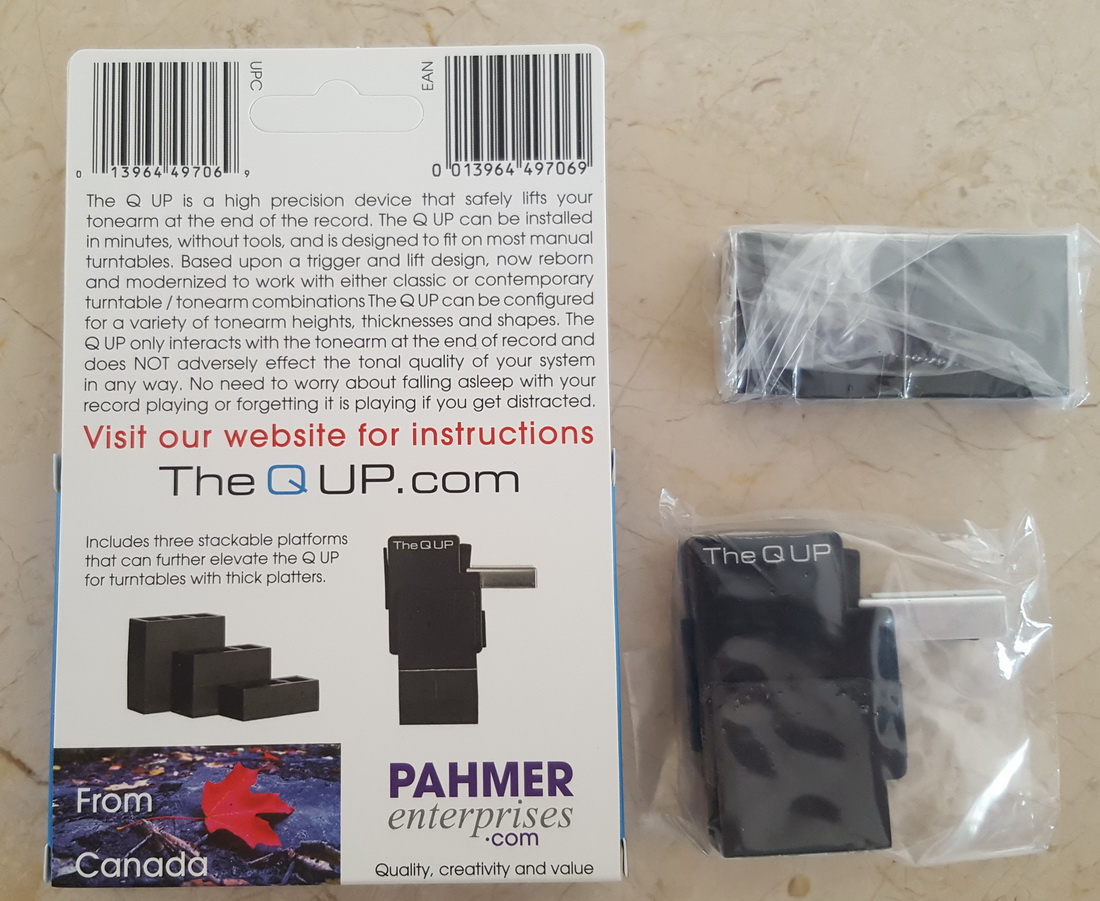 UPC
EAN
0 13964 49706 9
0 013964 497069
The Q UP is a high precision device that safely lifts your
tonearm at the end of the record. The Q UP can be installed
in minutes, without tools, and is designed to fit on most manual
turntables. Based upon a trigger and lift design, now reborn
and modernized to work with either classic or contemporary
turntable / tonearm combinations The Q UP can be configured
for a variety of tonearm heights, thicknesses and shapes. The
Q UP only interacts with the tonearm at the end of record and
does NOT adversely effect the tonal quality of your system
in any way. No need to worry about falling asleep with your
record playing or forgetting it is playing if you get distracted.
Visit our website for instructions
The Q UP.com
Includes three stackable platforms
that can further elevate the Q UP
for turntables with thick platters.
The Q UP
From
Canada
PAHMER
enterprises
.com
Quality, creativity and value
The Q UP